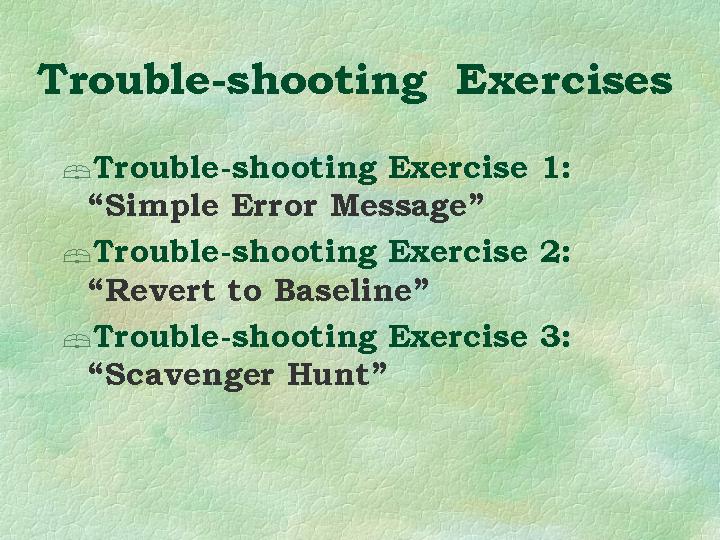 Trouble-shooting Exercises
Trouble-shooting Exercise 1:
“Simple Error Message”
Trouble-shooting Exercise 2:
“Revert to Baseline”
Trouble-shooting Exercise 3:
“Scavenger Hunt”